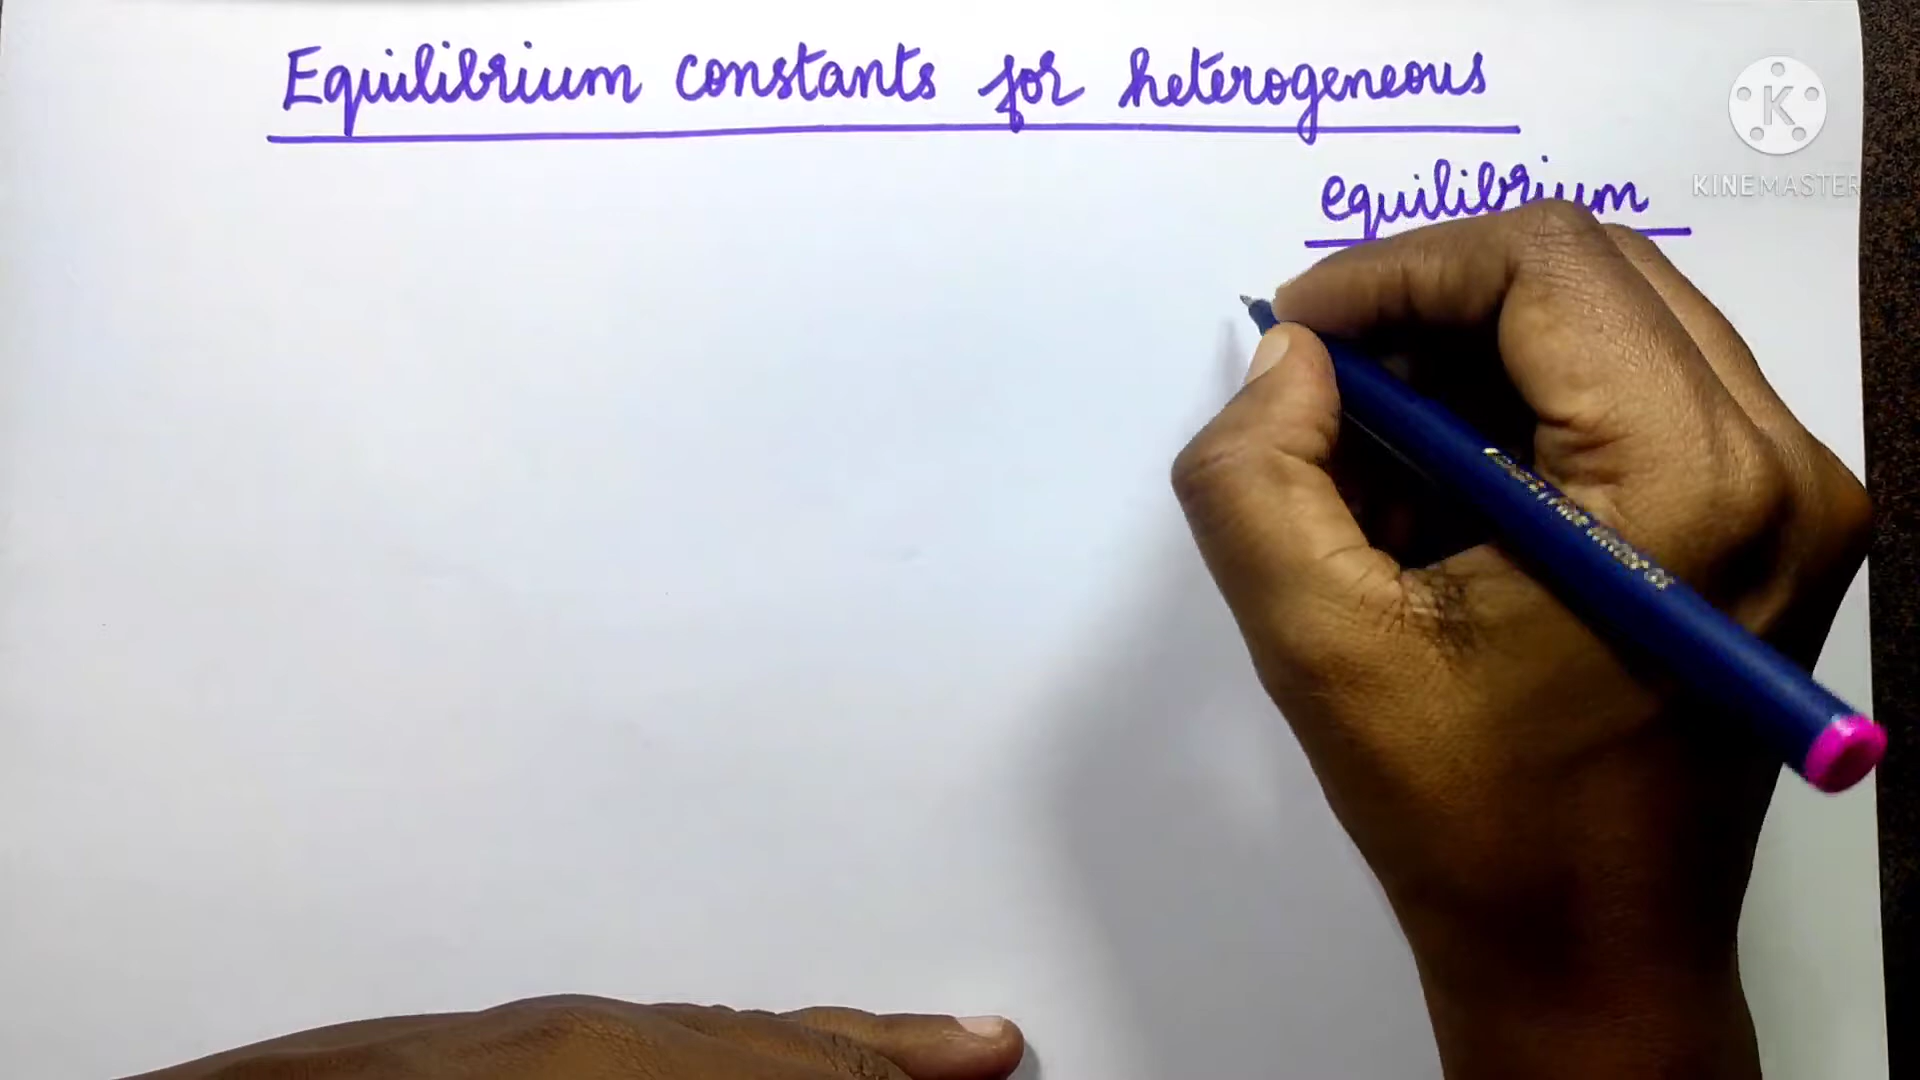 Equilibrium constants for heterogeneous
equilibrium
K
KINEMASTER